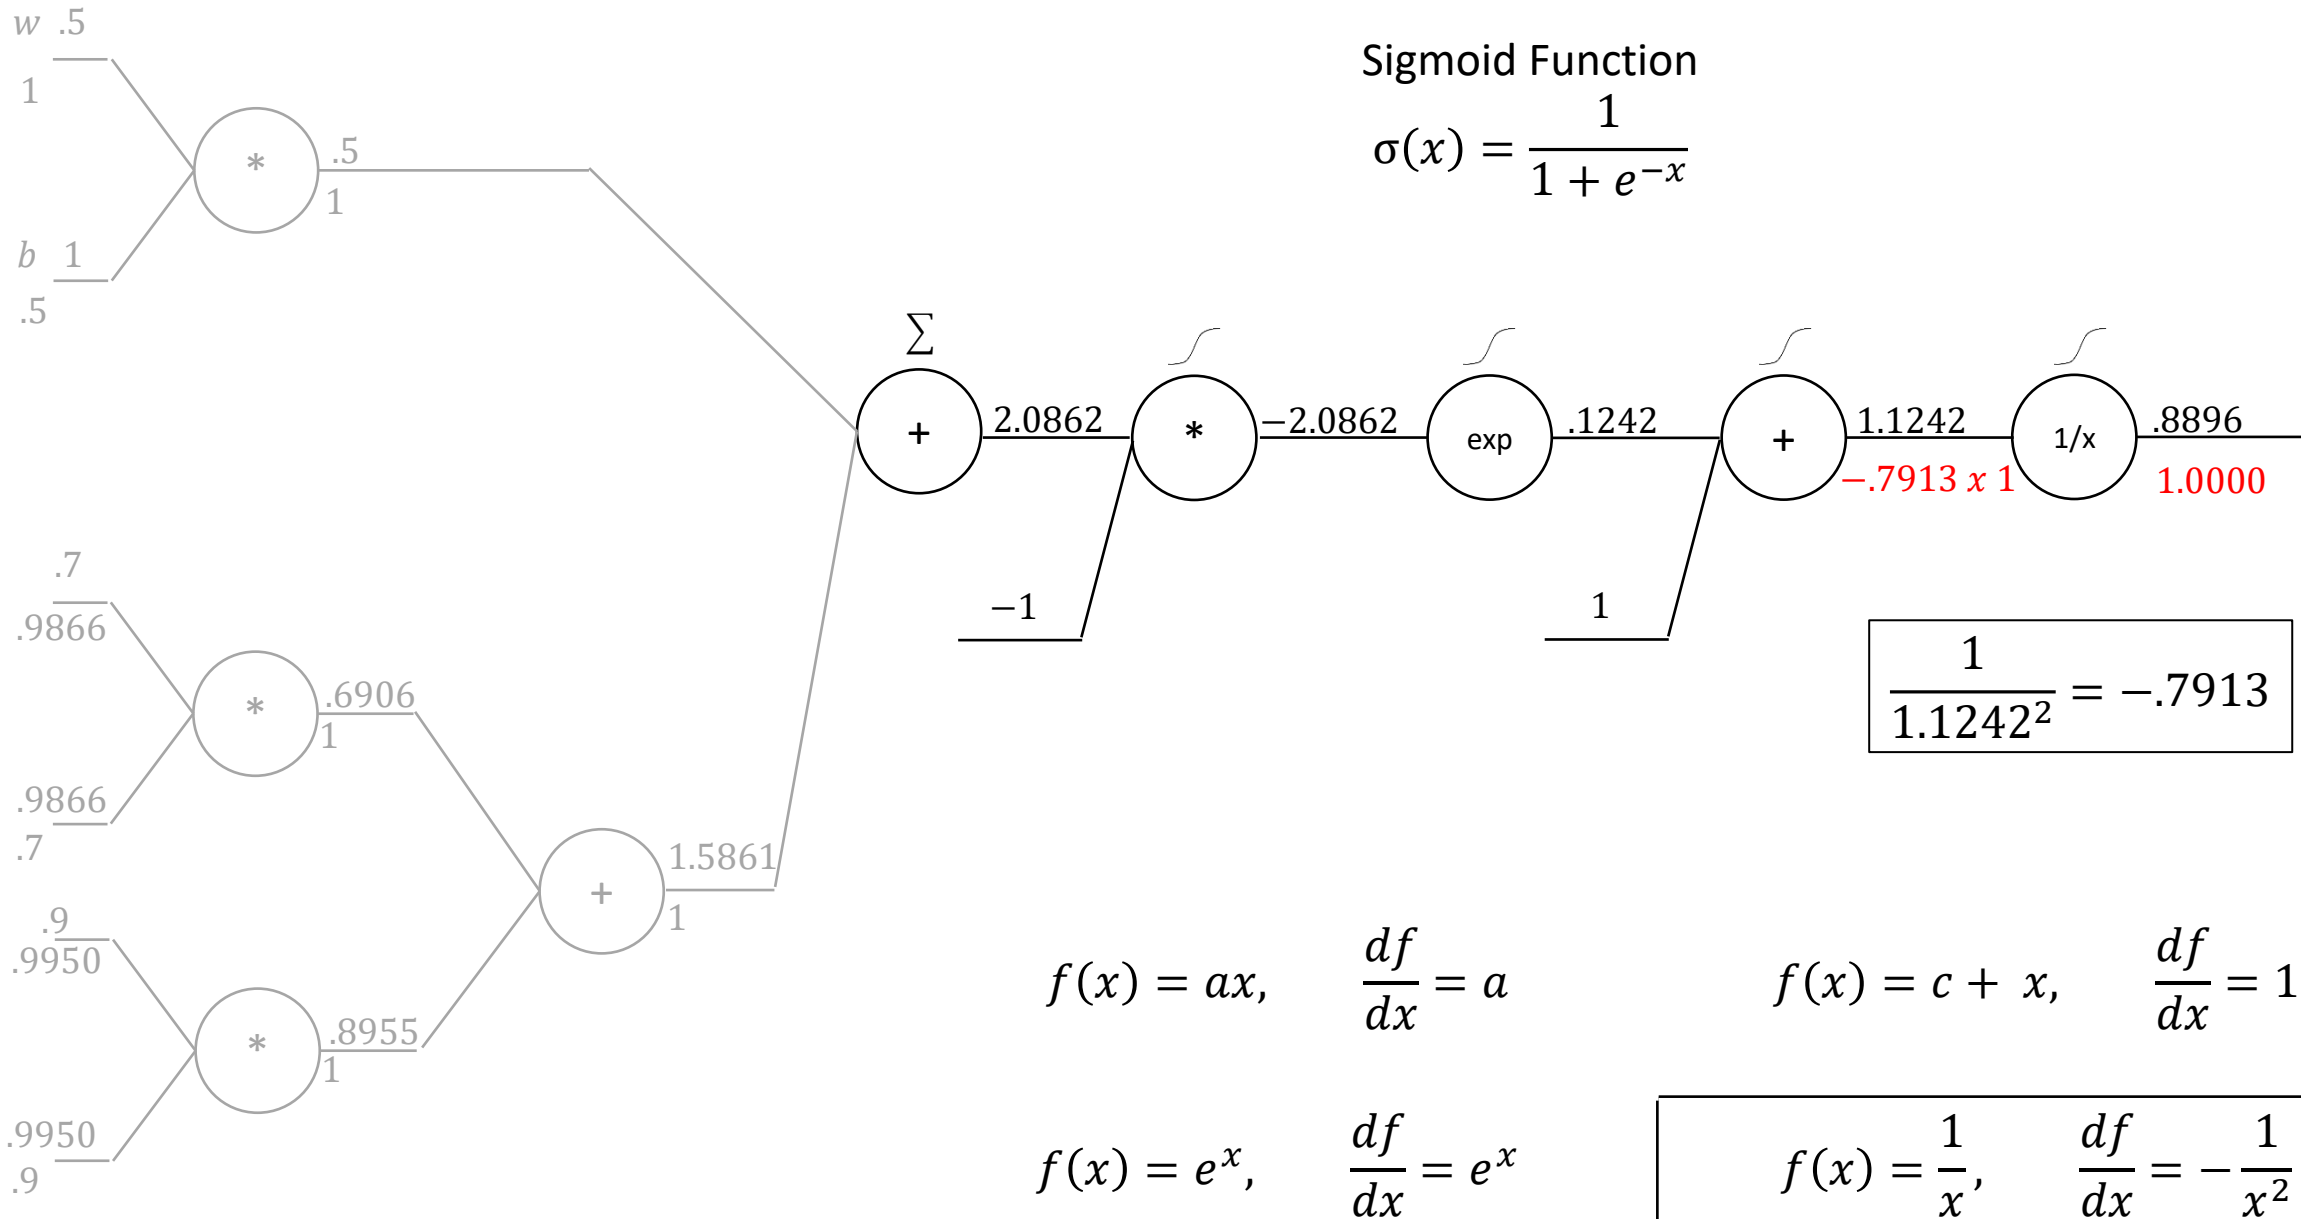 w .5
1
Sigmoid Function
σ(x) = 1 / (1 + e^{−x})
*
.5
1
b 1
.5
∑
+
2.0862
*
−2.0862
exp
.1242
+
1.1242
1/x
.8896
−.7913 x 1
1.0000
−1
1
.7
.9866
*
.6906
1
.9866
.7
1 / 1.1242² = −.7913
+
1.5861
1
.9
.9950
*
.8955
1
.9950
.9
f(x) = ax, df/dx = a
f(x) = c + x, df/dx = 1
f(x) = e^x, df/dx = e^x
f(x) = 1/x, df/dx = −1/x²